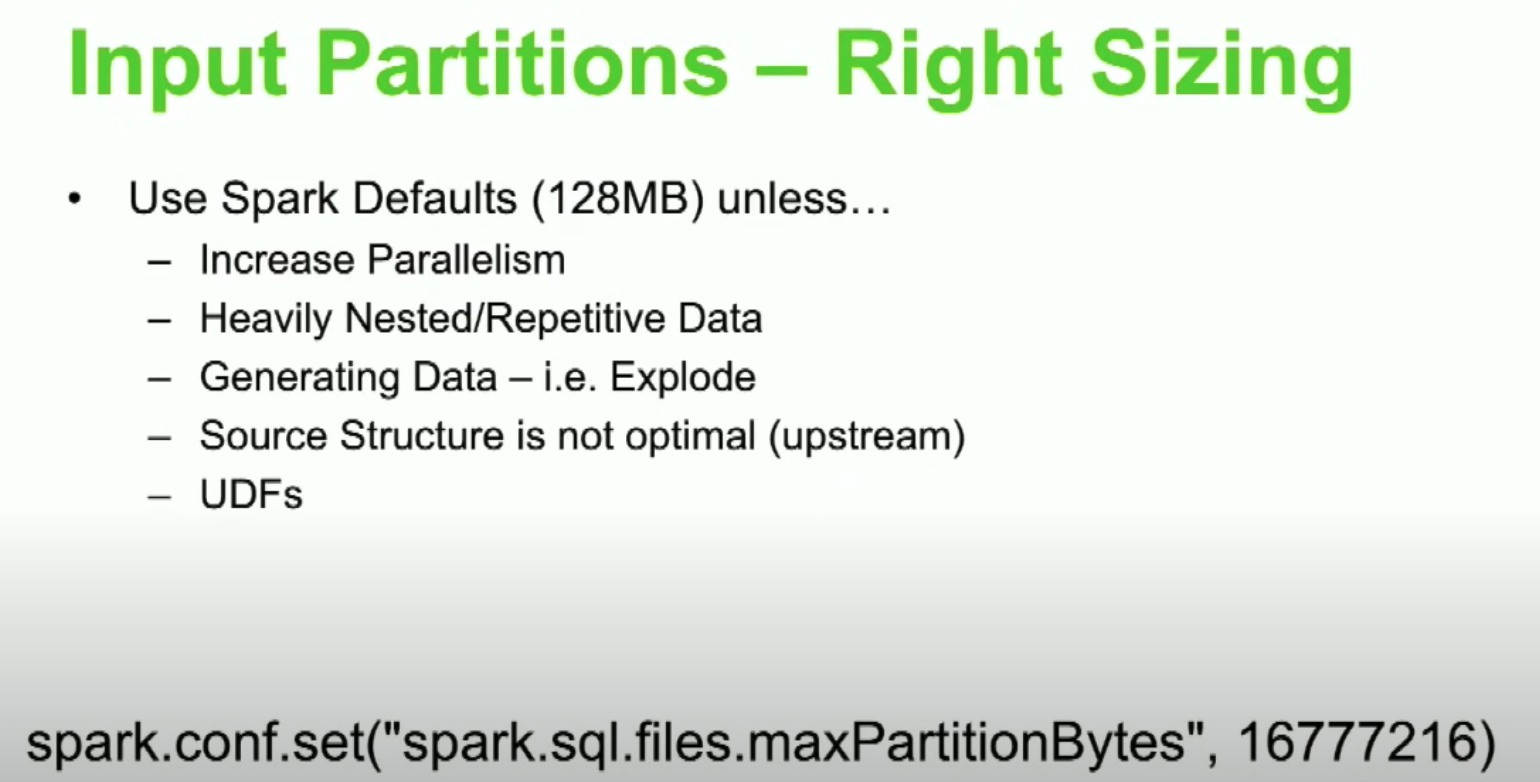 Input Partitions – Right Sizing
• Use Spark Defaults (128MB) unless…
– Increase Parallelism
– Heavily Nested/Repetitive Data
– Generating Data – i.e. Explode
– Source Structure is not optimal (upstream)
– UDFs
spark.conf.set("spark.sql.files.maxPartitionBytes", 16777216)